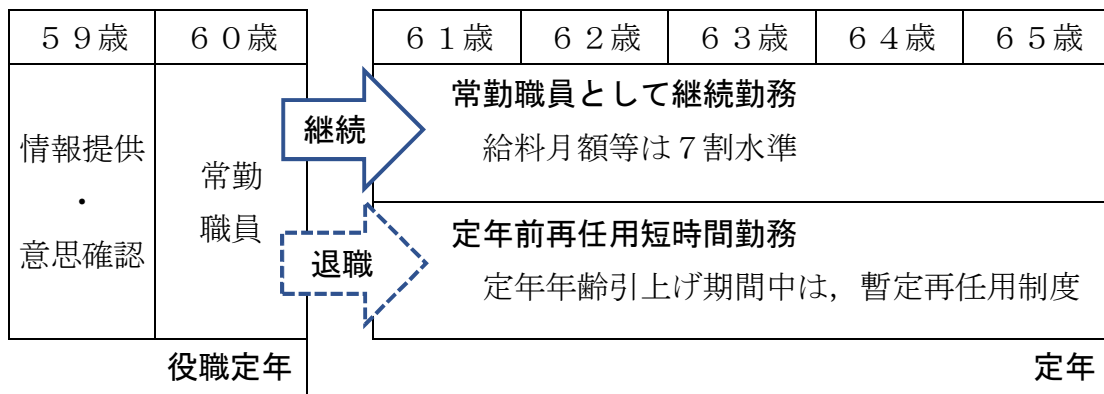 ５９歳 ６０歳 ６１歳 ６２歳 ６３歳 ６４歳 ６５歳
情報提供
・
意思確認
常勤
職員
継続
常勤職員として継続勤務
給料月額等は７割水準
退職
定年前再任用短時間勤務
定年年齢引上げ期間中は，暫定再任用制度
役職定年
定年